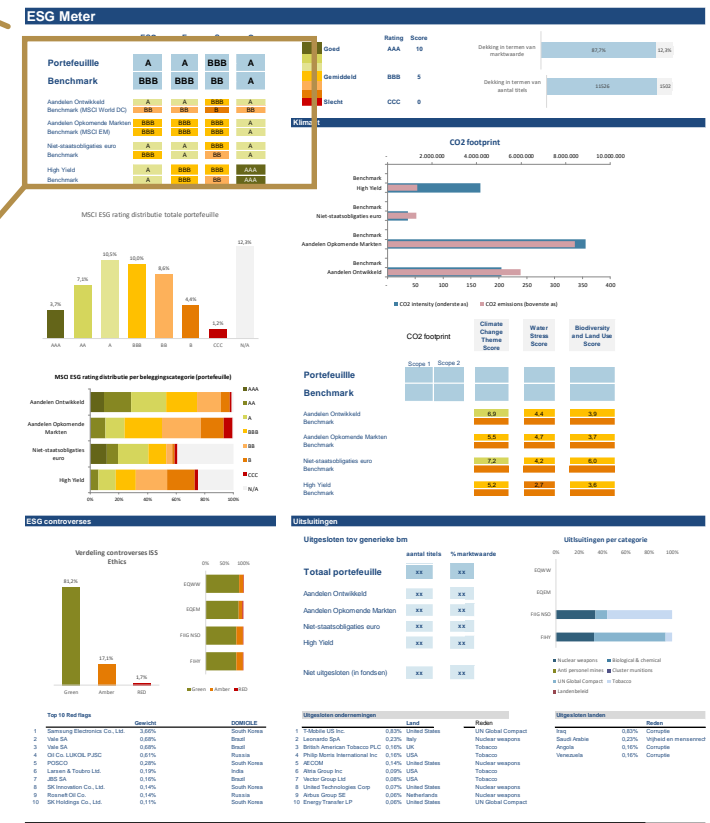 ESG Meter
Portefeuillle A A BBB A
Benchmark BBB BBB BB A
Aandelen Ontwikkeld A A BBB A
Benchmark (MSCI World DC) BB BB B BB
Aandelen Opkomende Markten BBB BBB BBB A
Benchmark (MSCI EM) BBB BBB BBB A
Niet-staatsobligaties euro A A BBB A
Benchmark BBB A BB A
High Yield A BBB BBB AAA
Benchmark A BBB BB AAA
Rating Score
Goed AAA 10
Gemiddeld BBB 5
Slecht CCC 0
Dekking in termen van marktwaarde
87,7% 12,3%
Dekking in termen van aantal titels
11526 1502
Klimaat
CO2 footprint
- 2.000.000 4.000.000 6.000.000 8.000.000 10.000.000
Benchmark
High Yield
Benchmark
Niet-staatsobligaties euro
Benchmark
Aandelen Opkomende Markten
Benchmark
Aandelen Ontwikkeld
- 50 100 150 200 250 300 350 400
CO2 intensity (onderste as) CO2 emissions (bovenste as)
MSCI ESG rating distributie totale portefeuille
3,7% 7,1% 10,5% 10,0% 8,6% 4,4% 1,2% 12,3%
AAA AA A BBB BB B CCC N/A
MSCI ESG rating distributie per beleggingscategorie (portefeuille)
Aandelen Ontwikkeld
Aandelen Opkomende Markten
Niet-staatsobligaties euro
High Yield
0% 20% 40% 60% 80% 100%
AAA
AA
A
BBB
BB
B
CCC
N/A
CO2 footprint
Climate Change Theme Score
Water Stress Score
Biodiversity and Land Use Score
Scope 1 Scope 2
Portefeuillle
Benchmark
Aandelen Ontwikkeld 6,9 4,4 3,9
Benchmark
Aandelen Opkomende Markten 5,5 4,7 3,7
Benchmark
Niet-staatsobligaties euro 7,2 4,2 6,0
Benchmark
High Yield 5,2 2,7 3,6
Benchmark
ESG controverses
Verdeling controverses ISS
Ethics
81,2% 17,1% 1,7%
Green Amber RED
0% 50% 100%
EQWW
EQEM
FIIG NSO
FIHY
Green Amber RED
Uitsluitingen
Uitgesloten tov generieke bm
aantal titels % marktwaarde
Totaal portefeuille xx xx
Aandelen Ontwikkeld xx xx
Aandelen Opkomende Markten xx xx
Niet-staatsobligaties euro xx xx
High Yield xx xx
Niet uitgesloten (in fondsen) xx xx
Uitlsuitingen per categorie
0% 20% 40% 60% 80% 100%
EQWW
EQEM
FIIG NSO
FIHY
Nuclear weapons Biological & chemical
Anti personel mines Cluster munitions
UN Global Compact Tobacco
Landenbeleid
Top 10 Red flags
Gewicht DOMICILE
1 Samsung Electronics Co., Ltd. 3,66% South Korea
2 Vale SA 0,68% Brasil
3 Vale SA 0,68% Brasil
4 Oil Co. LUKOIL PJSC 0,61% Russia
5 POSCO 0,28% South Korea
6 Larsen & Toubro Ltd. 0,19% India
7 JBS SA 0,16% Brasil
8 SK Innovation Co., Ltd. 0,14% South Korea
9 Rosneft Oil Co. 0,14% Russia
10 SK Holdings Co., Ltd. 0,11% South Korea
Uitgesloten ondernemingen
Land Reden
1 T-Mobile US Inc. 0,83% United States UN Global Compact
2 Leonardo SpA 0,23% Italy Nuclear weapons
3 British American Tobacco PLC 0,16% UK Tobacco
4 Philip Morris International Inc 0,16% USA Tobacco
5 AECOM 0,14% United States Nuclear weapons
6 Altria Group Inc 0,09% USA Tobacco
7 Vector Group Ltd 0,08% USA Tobacco
8 United Technologies Corp 0,07% United States Nuclear weapons
9 Airbus Group SE 0,06% Netherlands Nuclear weapons
10 Energy Transfer LP 0,06% United States UN Global Compact
Uitgesloten landen
Reden
Iraq 0,83% Corruptie
Saudi Arabie 0,23% Vrijheid en mensenrech
Angola 0,16% Corruptie
Venezuela 0,16% Corruptie